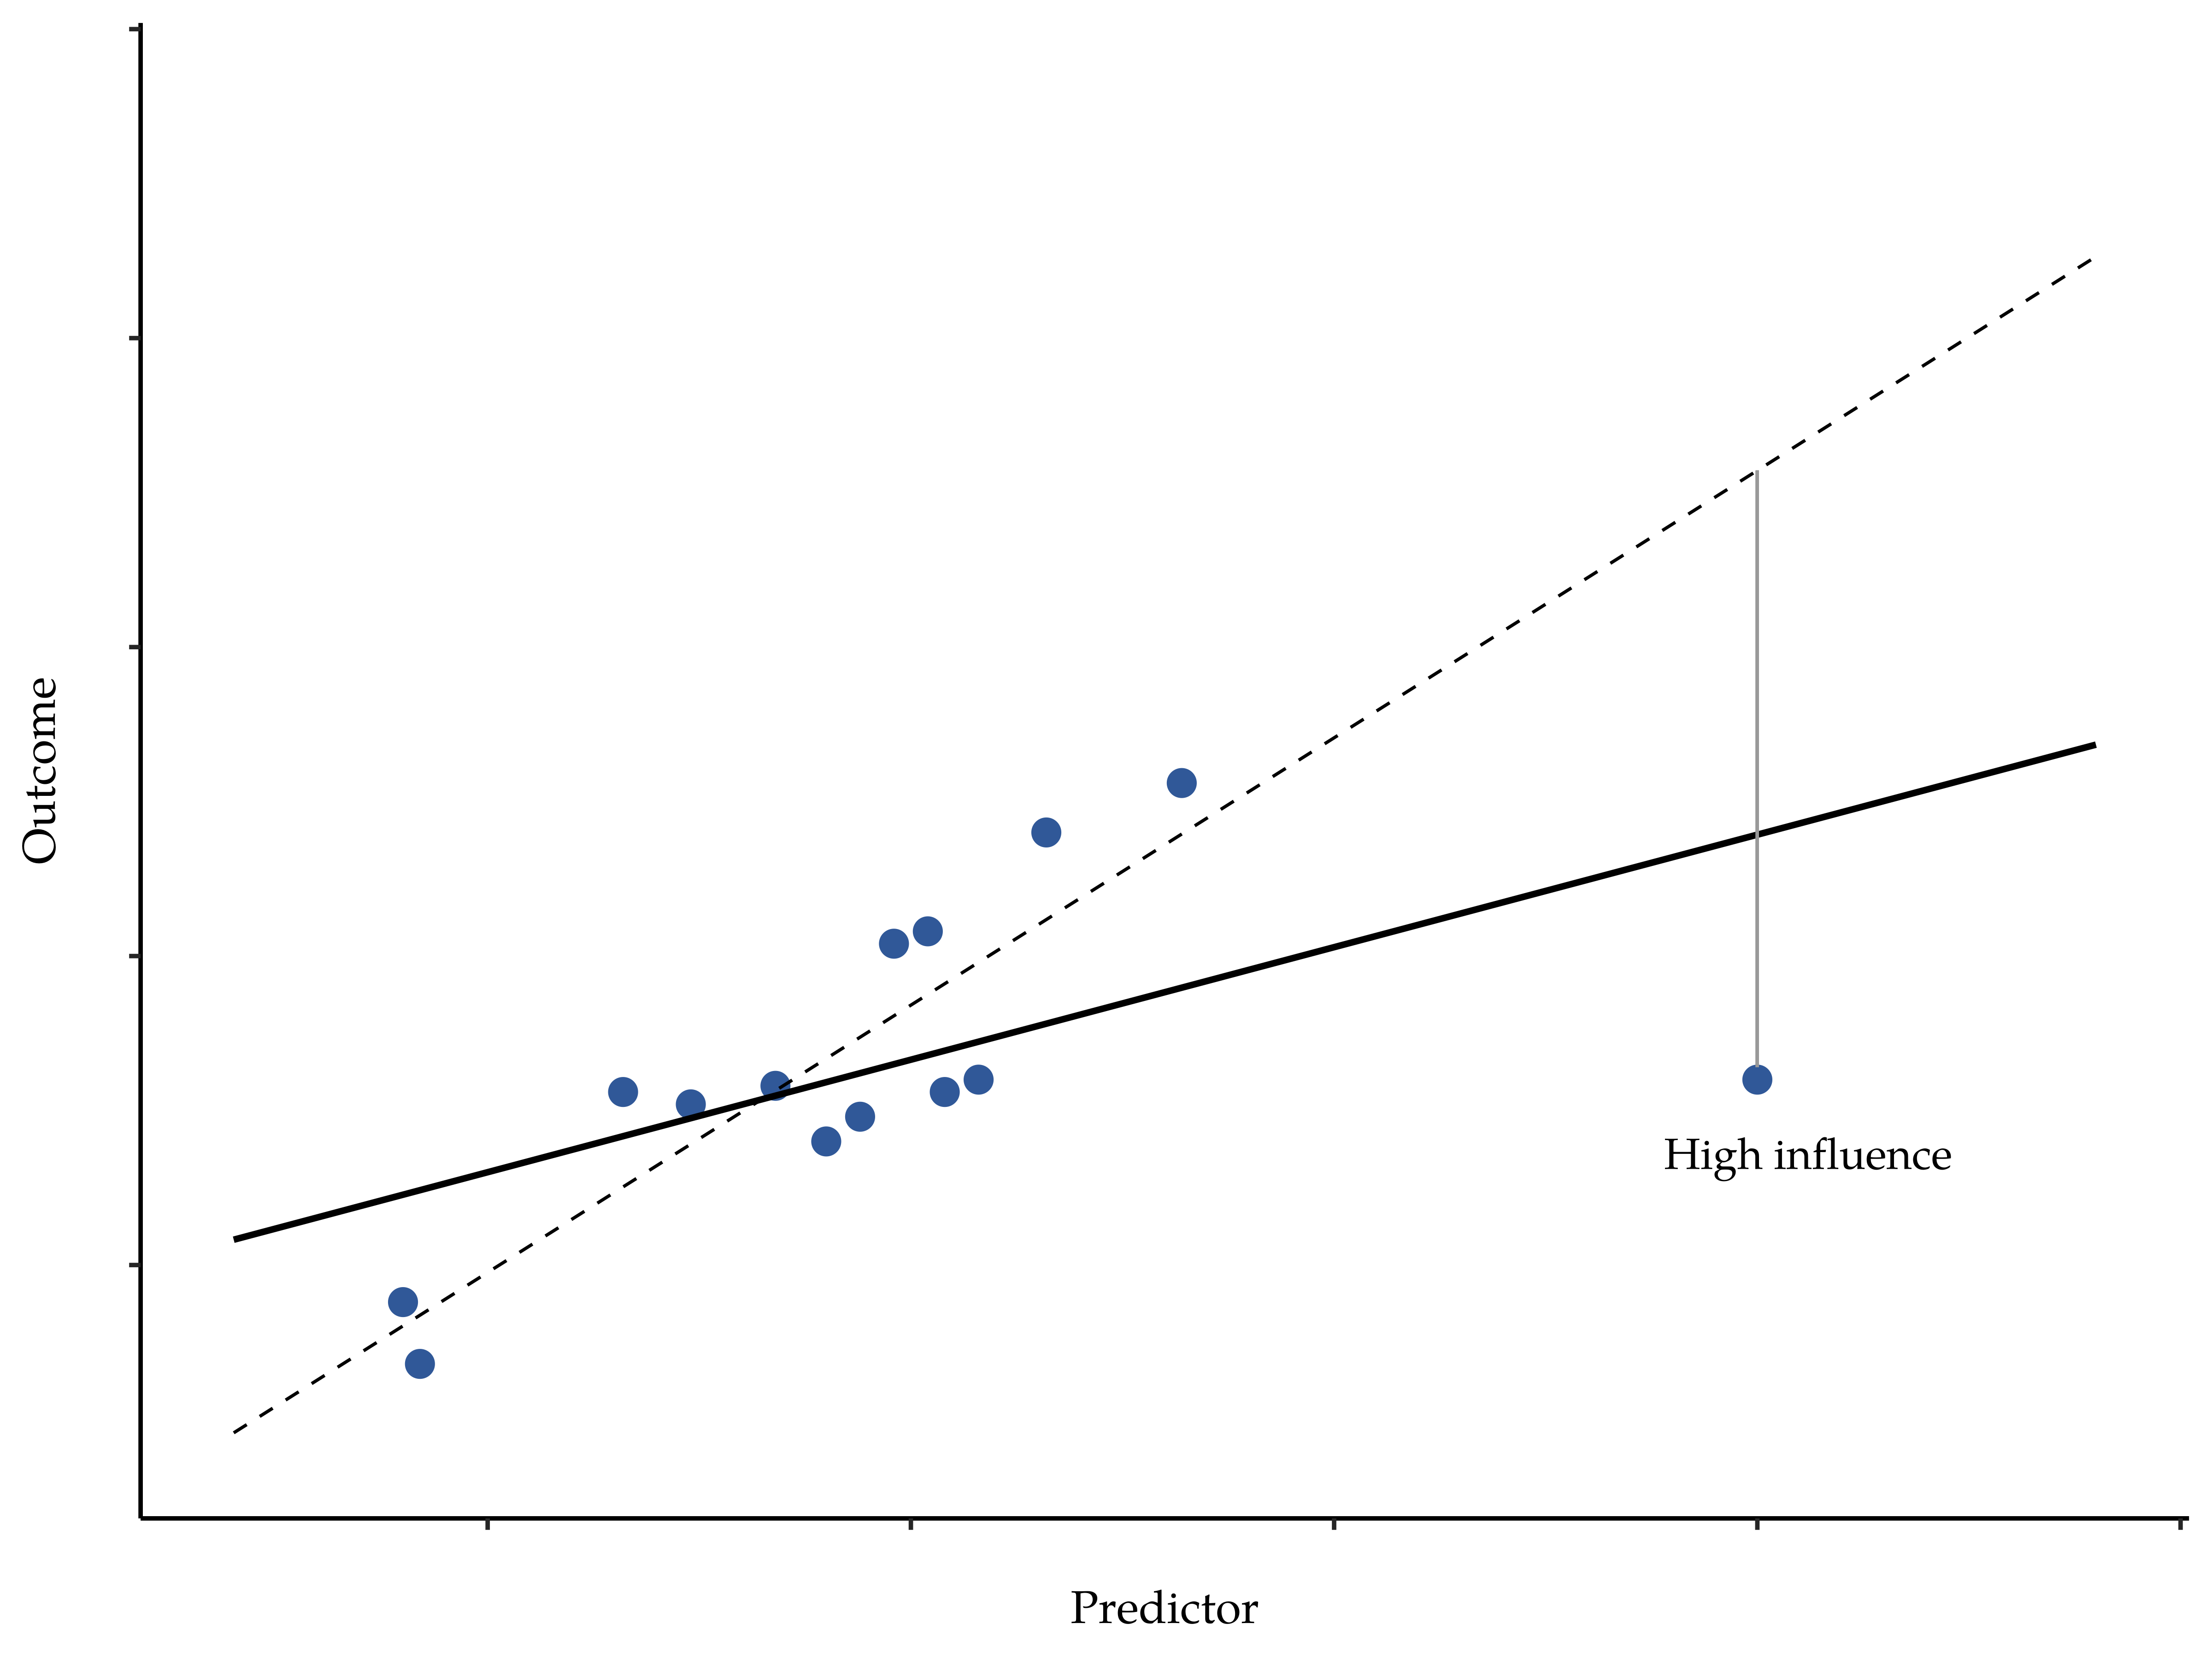 Outcome
High influence
Predictor